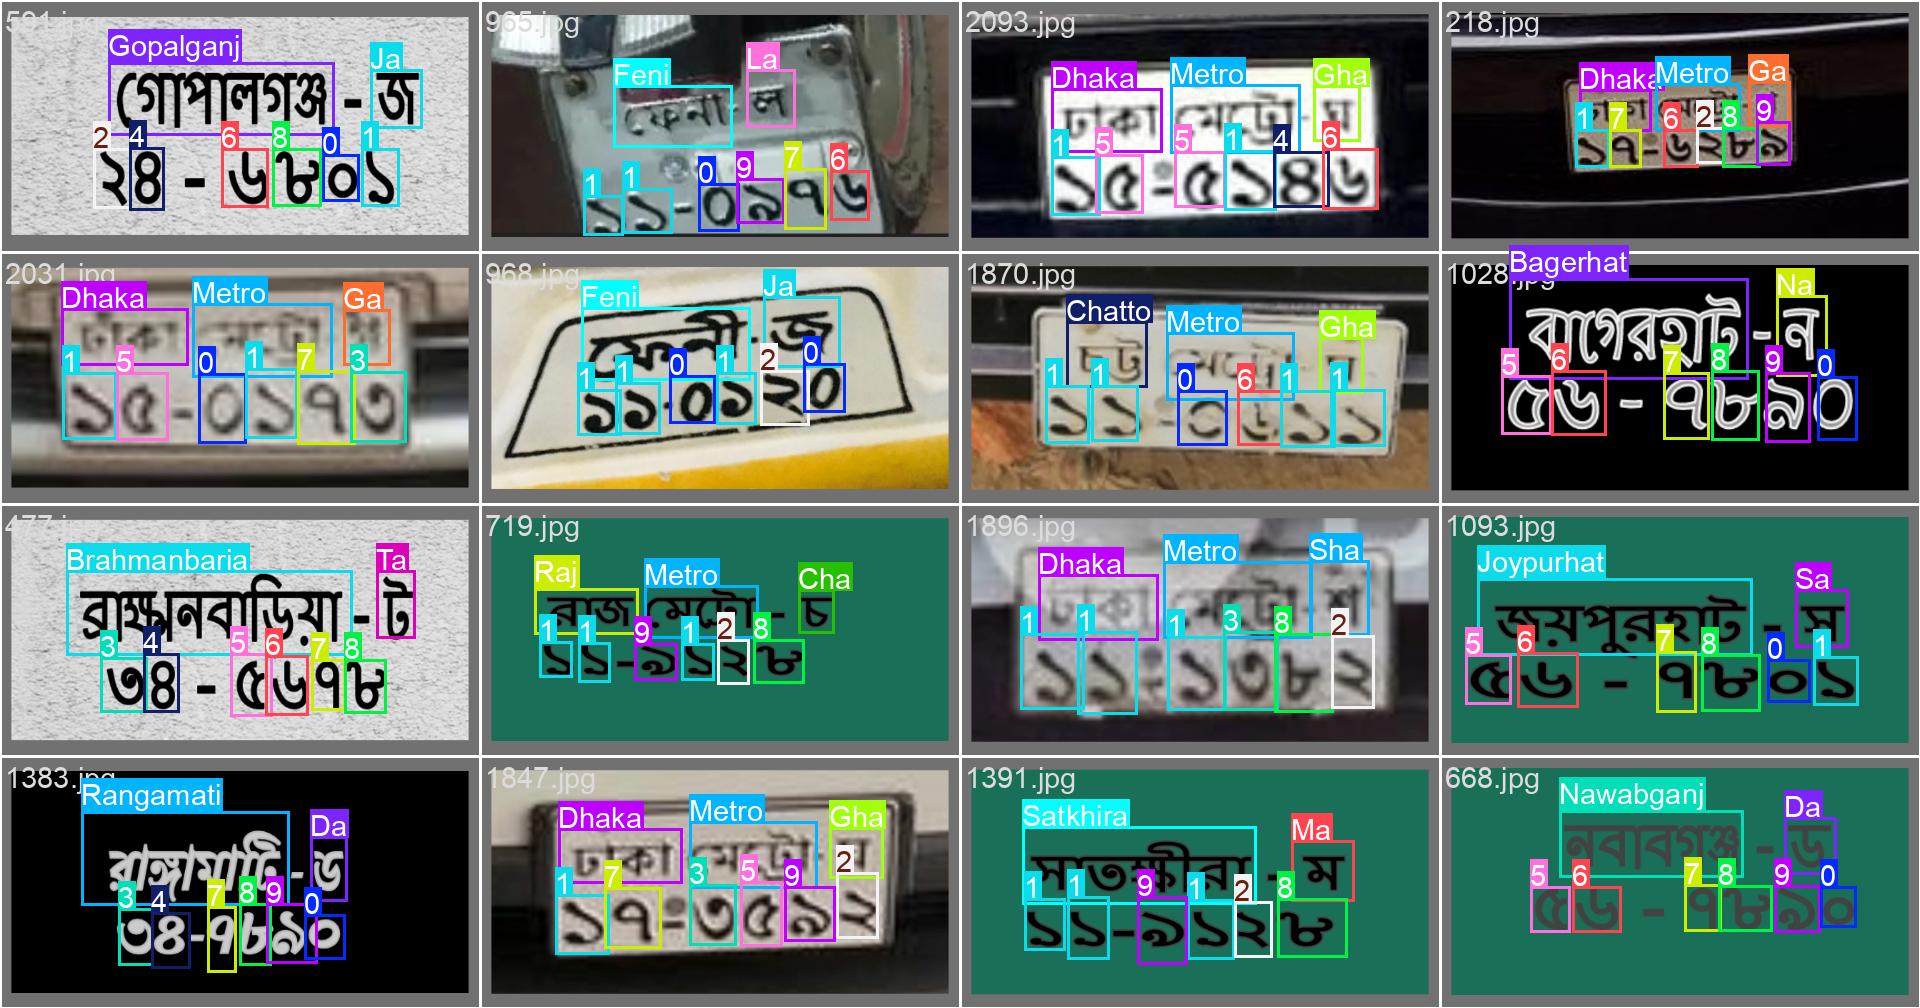 591.jpg
Gopalganj Ja
গোপালগঞ্জ - জ
2 4 6 8 0 1
২৪ - ৬৮০১
965.jpg
Feni La
ফেনী ল
1 1 0 9 7 6
১১-০৯৭৬
2093.jpg
Dhaka Metro Gha
ঢাকা মেট্রো-ঘ
1 5 5 1 4 6
১৫-৫১৪৬
218.jpg
Dhaka Metro Ga
ঢাকা মেট্রো
1 7 6 2 8 9
১৭-৬২৮৯
2031.jpg
Dhaka Metro Ga
ঢাকা মেট্রো গ
1 5 0 1 7 3
১৫-০১৭৩
968.jpg
Feni Ja
ফেনী-জ
1 1 0 1 2 0
১১-০১২০
1870.jpg
Chatto Metro Gha
চট্ট মেট্রো ঘ
1 1 0 6 1 1
১১-০৬১১
1028.jpg
Bagerhat Na
বাগেরহাট - ন
5 6 7 8 9 0
৫৬ - ৭৮৯০
477.jpg
Brahmanbaria Ta
ব্রাহ্মনবাড়িয়া - ট
3 4 5 6 7 8
৩৪ - ৫৬৭৮
719.jpg
Raj Metro Cha
রাজ মেট্রো - চ
1 1 9 1 2 8
১১-৯১২৮
1896.jpg
Dhaka Metro Sha
ঢাকা মেট্রো শ
1 1 1 3 8 2
১১-১৩৮২
1093.jpg
Joypurhat Sa
জয়পুরহাট - স
5 6 7 8 0 1
৫৬ - ৭৮০১
1383.jpg
Rangamati Da
রাঙ্গামাটি - ড
3 4 7 8 9 0
৩৪-৭৮৯০
1847.jpg
Dhaka Metro Gha
ঢাকা মেট্রো-ঘ
1 7 3 5 9 2
১৭-৩৫৯২
1391.jpg
Satkhira Ma
সাতক্ষীরা - ম
1 1 9 1 2 8
১১-৯১২৮
668.jpg
Nawabganj Da
নবাবগঞ্জ - ড
5 6 7 8 9 0
৫৬ - ৭৮৯০